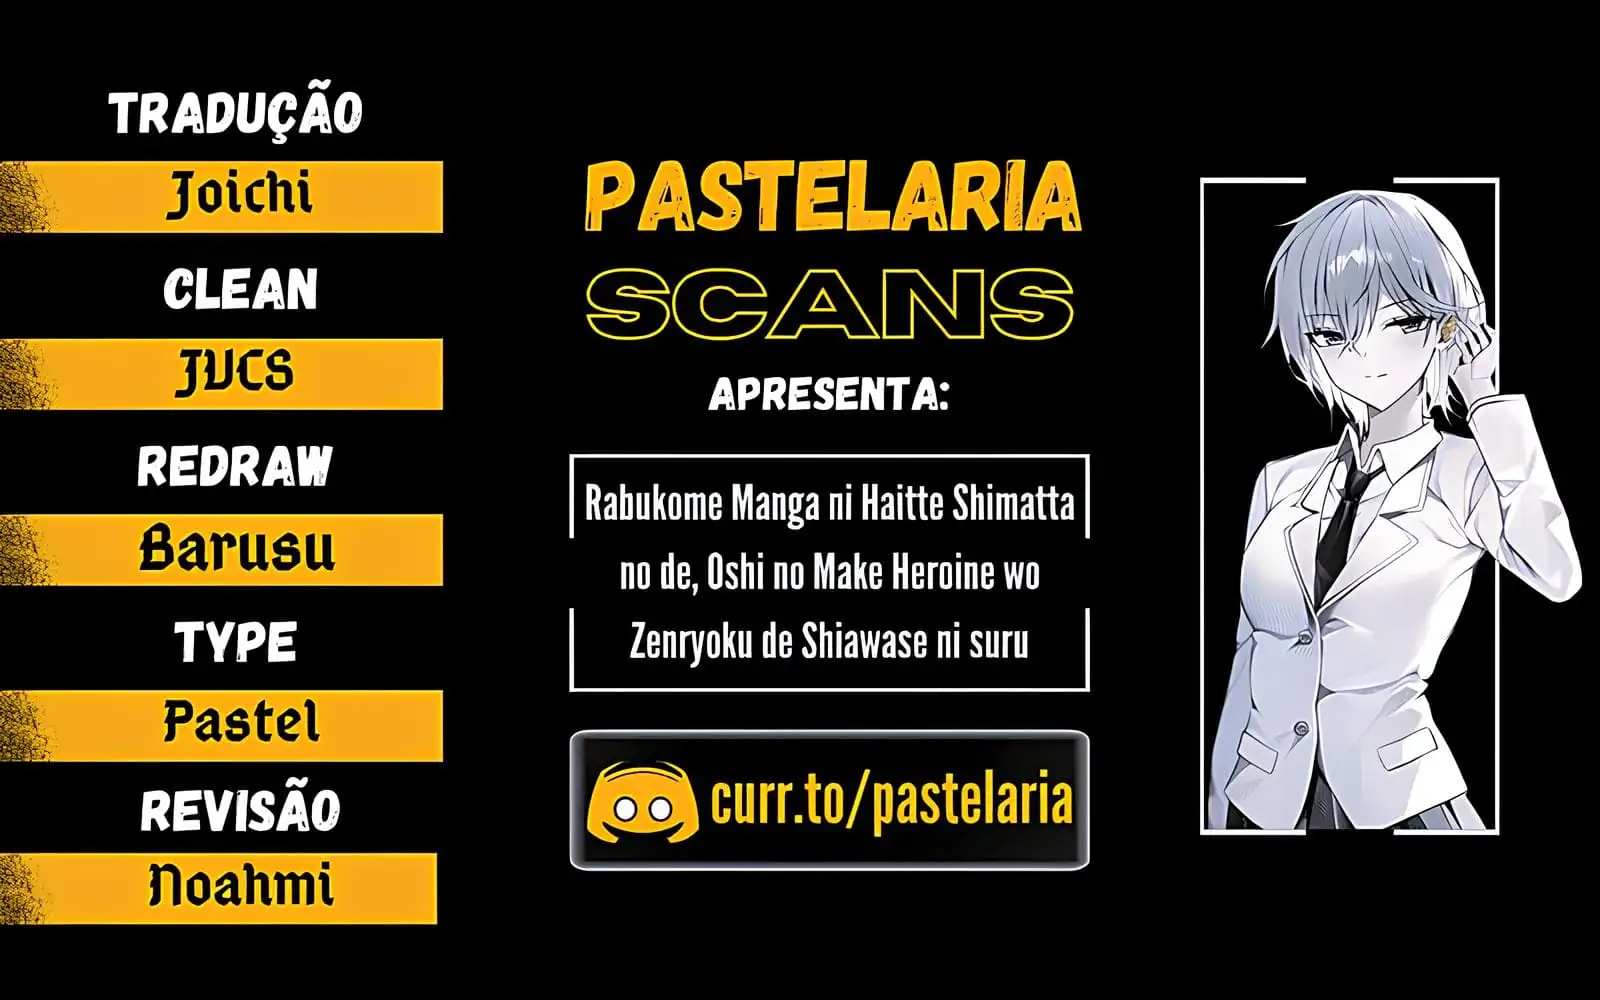 TRADUÇÃO
Joichi
CLEAN
JVCS
REDRAW
Barusu
TYPE
Pastel
REVISÃO
Noahmi
PASTELARIA
SCANS
APRESENTA:
Rabukome Manga ni Haitte Shimatta
no de, Oshi no Make Heroine wo
Zenryoku de Shiawase ni suru
curr.to/pastelaria